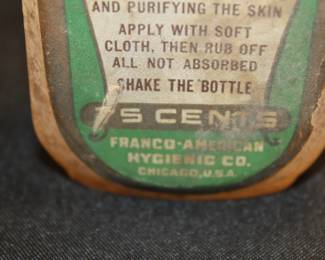 AND PURIFYING THE SKIN
APPLY WITH SOFT
CLOTH, THEN RUB OFF
ALL NOT ABSORBED
SHAKE THE BOTTLE
75 CENTS
FRANCO-AMERICAN
HYGIENIC CO.
CHICAGO, U.S.A.